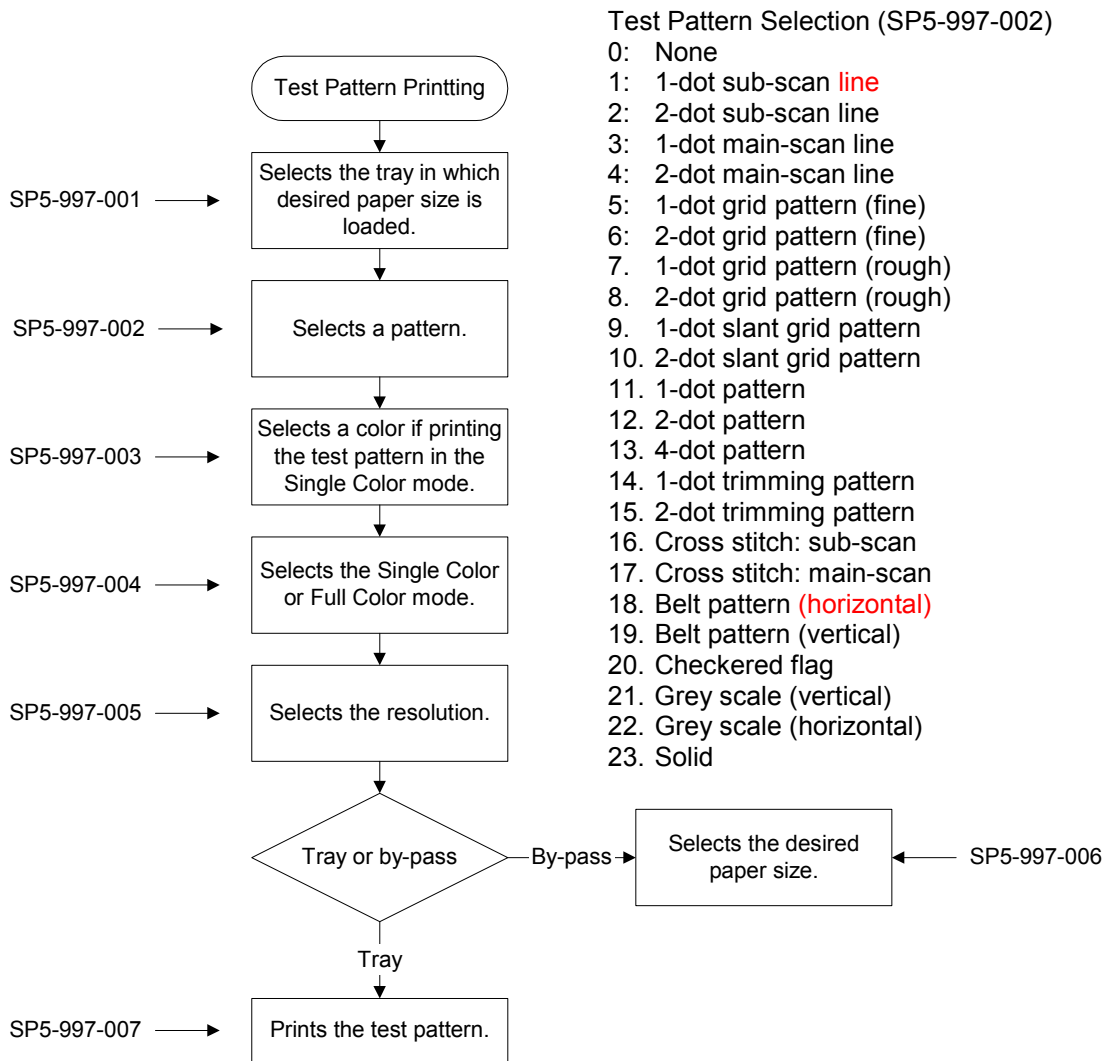 Test Pattern Printting
SP5-997-001
Selects the tray in which
desired paper size is
loaded.
SP5-997-002
Selects a pattern.
SP5-997-003
Selects a color if printing
the test pattern in the
Single Color mode.
SP5-997-004
Selects the Single Color
or Full Color mode.
SP5-997-005
Selects the resolution.
Tray or by-pass
By-pass
Selects the desired
paper size.
SP5-997-006
Tray
SP5-997-007
Prints the test pattern.
Test Pattern Selection (SP5-997-002)
0: None
1: 1-dot sub-scan line
2: 2-dot sub-scan line
3: 1-dot main-scan line
4: 2-dot main-scan line
5: 1-dot grid pattern (fine)
6: 2-dot grid pattern (fine)
7. 1-dot grid pattern (rough)
8. 2-dot grid pattern (rough)
9. 1-dot slant grid pattern
10. 2-dot slant grid pattern
11. 1-dot pattern
12. 2-dot pattern
13. 4-dot pattern
14. 1-dot trimming pattern
15. 2-dot trimming pattern
16. Cross stitch: sub-scan
17. Cross stitch: main-scan
18. Belt pattern (horizontal)
19. Belt pattern (vertical)
20. Checkered flag
21. Grey scale (vertical)
22. Grey scale (horizontal)
23. Solid